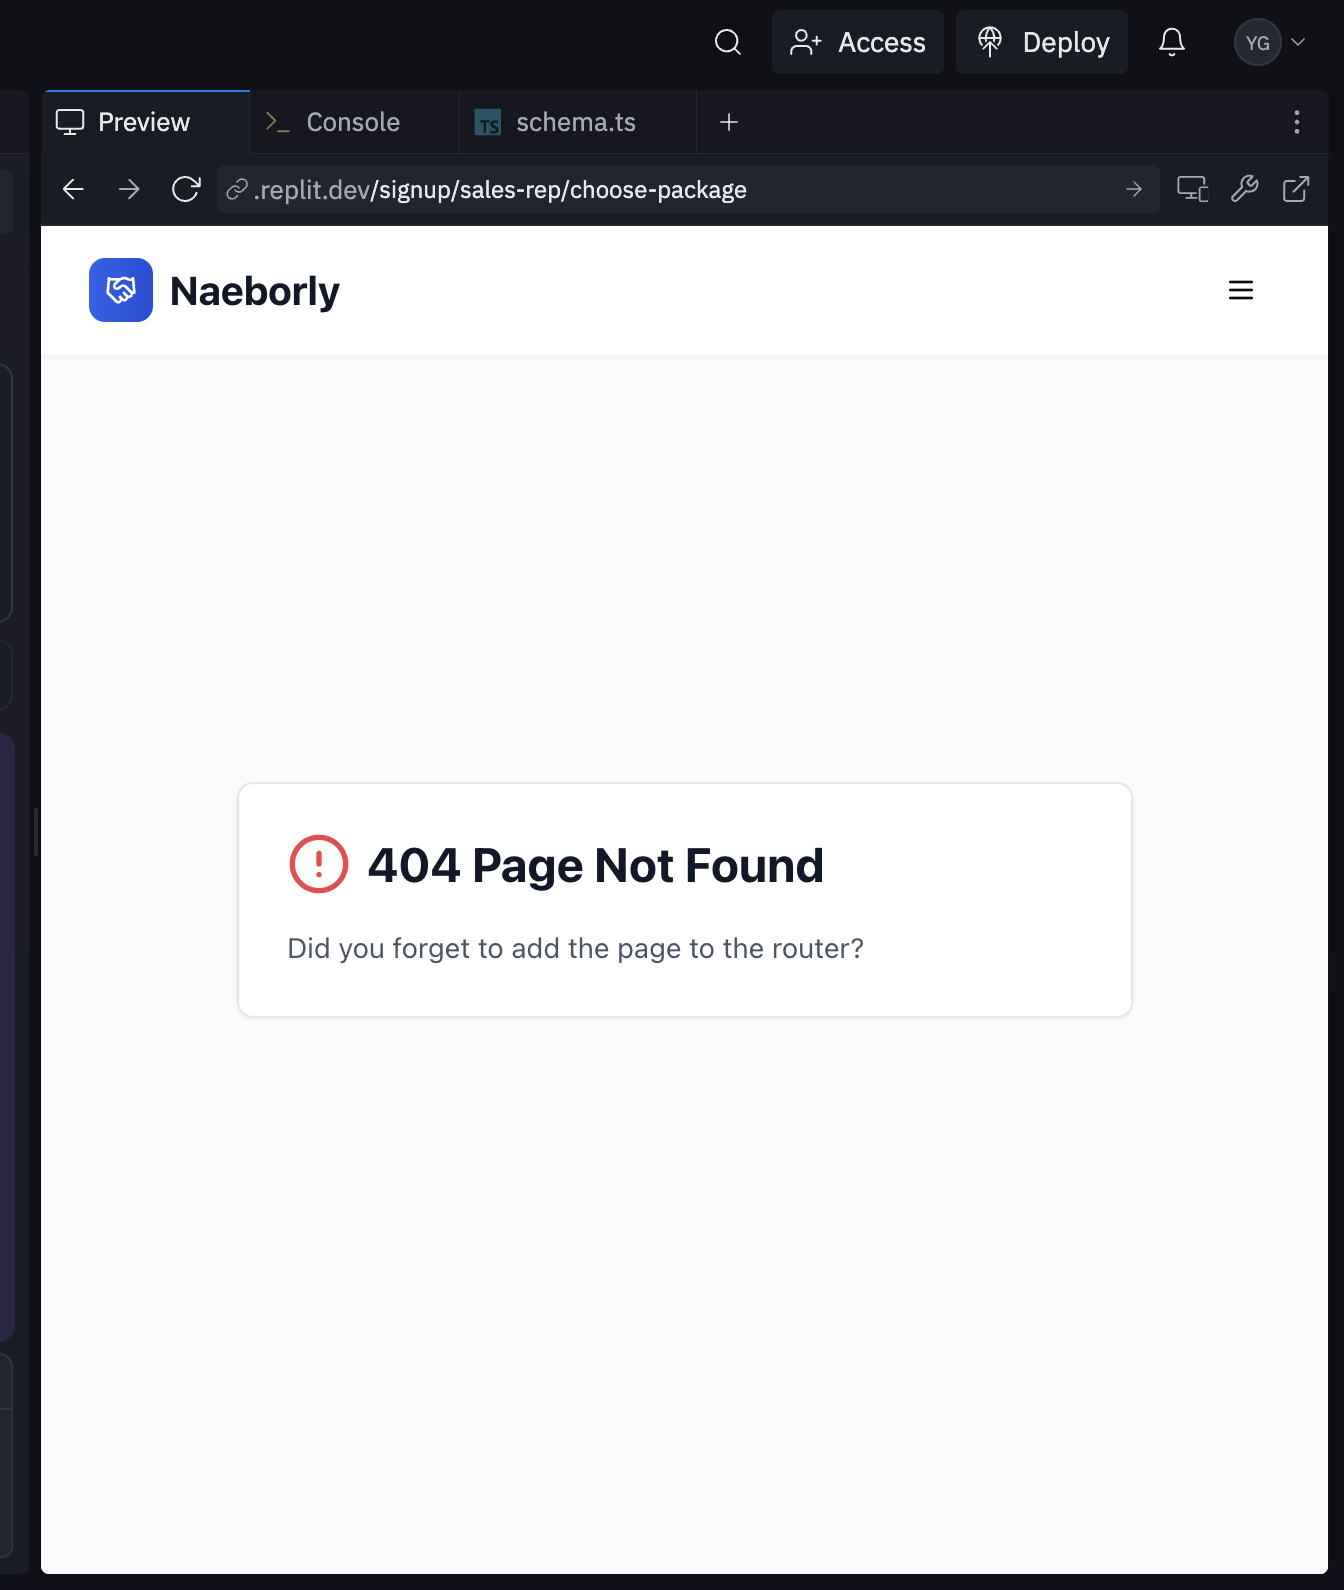 Access
Deploy
YG
Preview
Console
TS schema.ts
.replit.dev/signup/sales-rep/choose-package
Naeborly
404 Page Not Found
Did you forget to add the page to the router?